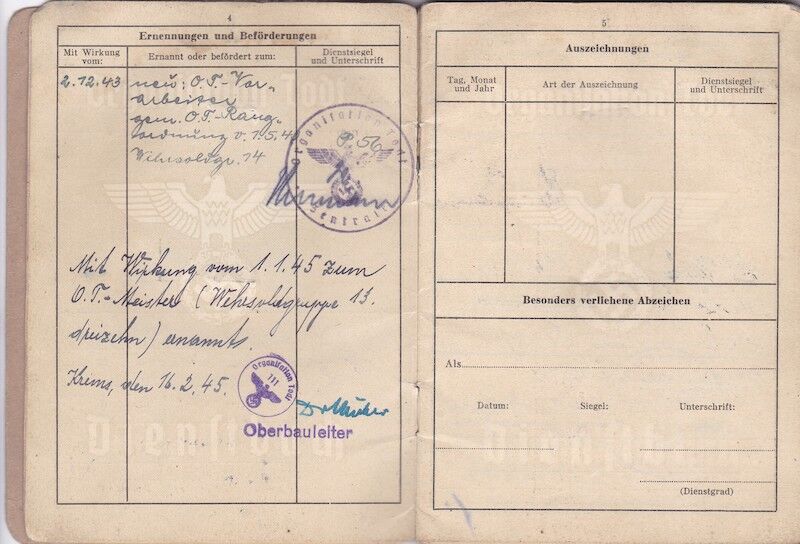 4
Ernennungen und Beförderungen
Mit Wirkung vom:
Ernannt oder befördert zum:
Dienstsiegel und Unterschrift
2.12.43
neu: O.T.-Vor-
arbeiter
gem. O.T.-Rang-
ordnung v. 1.5.4
Wehrsoldgr. 14
Organisation Todt
Zentrale
P. 56
Mit Wirkung vom 1.1.45 zum
O.T.-Meister (Wehrsoldgruppe 13.
dreizehn) ernannt.
Krems, den 16.2.45.
Organisation Todt
111
Oberbauleiter
5
Auszeichnungen
Tag, Monat und Jahr
Art der Auszeichnung
Dienstsiegel und Unterschrift
Besonders verliehene Abzeichen
Als
Datum:
Siegel:
Unterschrift:
(Dienstgrad)